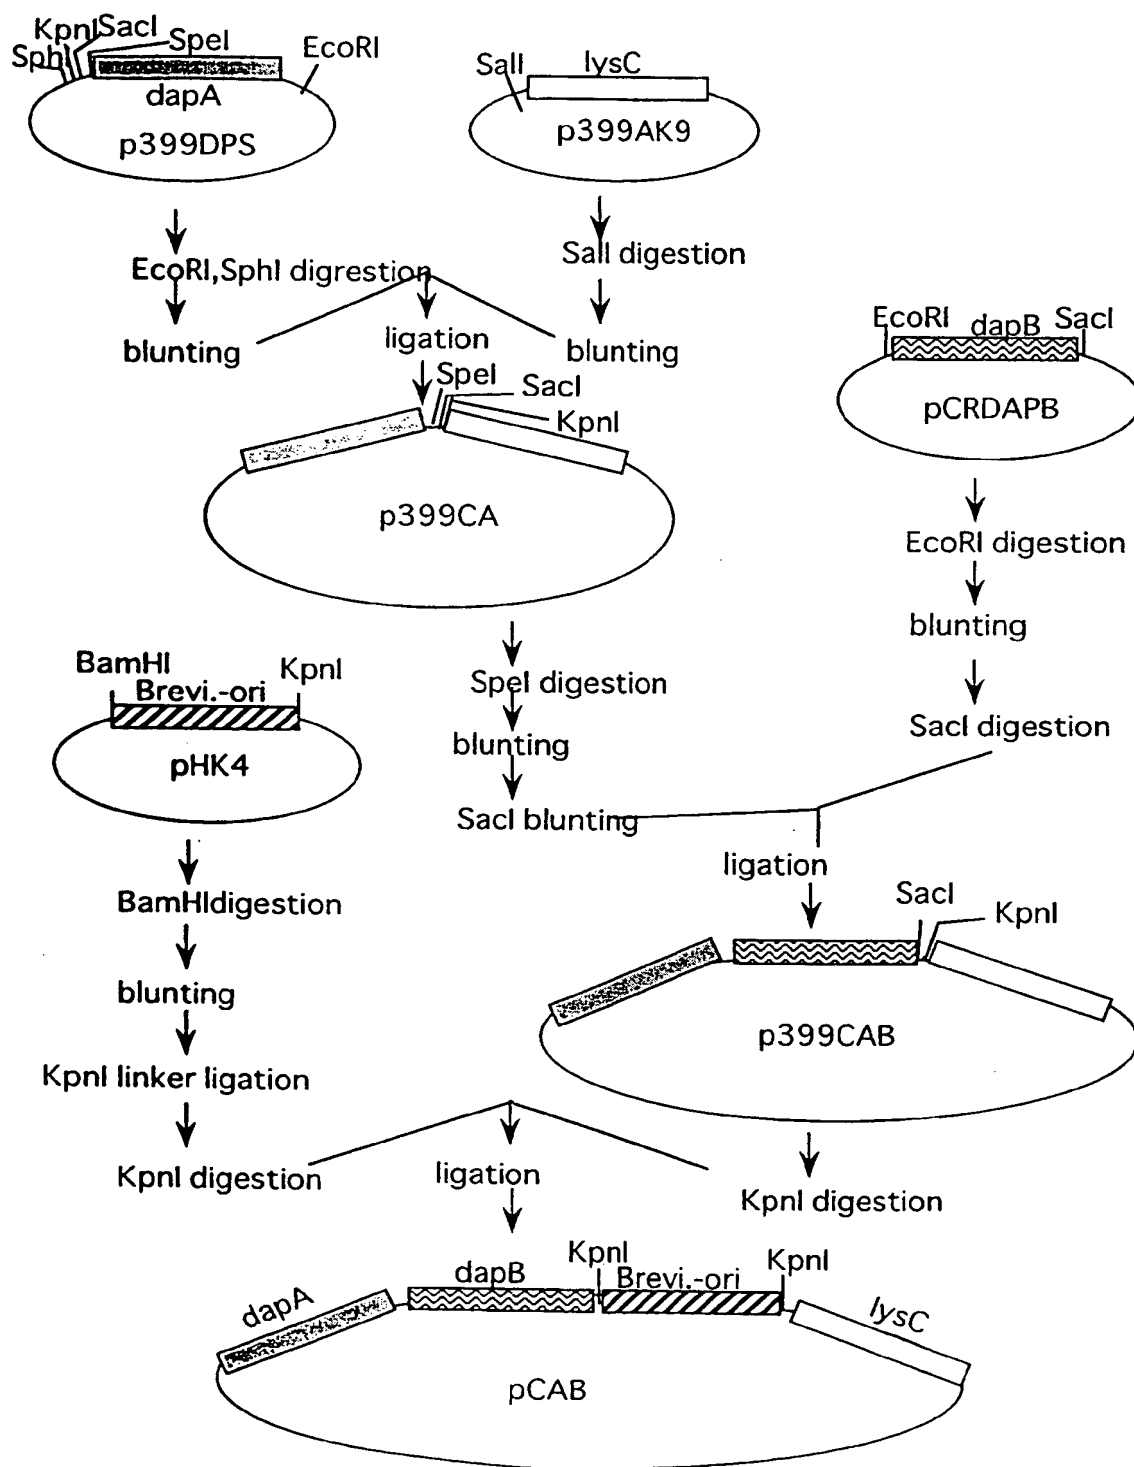 KpnI SacI
SphI SpeI EcoRI
dapA
p399DPS
SalI lysC
p399AK9
EcoRI,SphI digrestion
SalI digestion
blunting
ligation
blunting
SpeI
SacI
KpnI
p399CA
EcoRI dapB SacI
pCRDAPB
EcoRI digestion
blunting
SacI digestion
BamHI KpnI
Brevi.-ori
pHK4
SpeI digestion
blunting
SacI blunting
ligation
BamHIdigestion
blunting
KpnI linker ligation
KpnI digestion
SacI KpnI
p399CAB
ligation
KpnI digestion
dapA
dapB
KpnI
Brevi.-ori
KpnI
lysC
pCAB